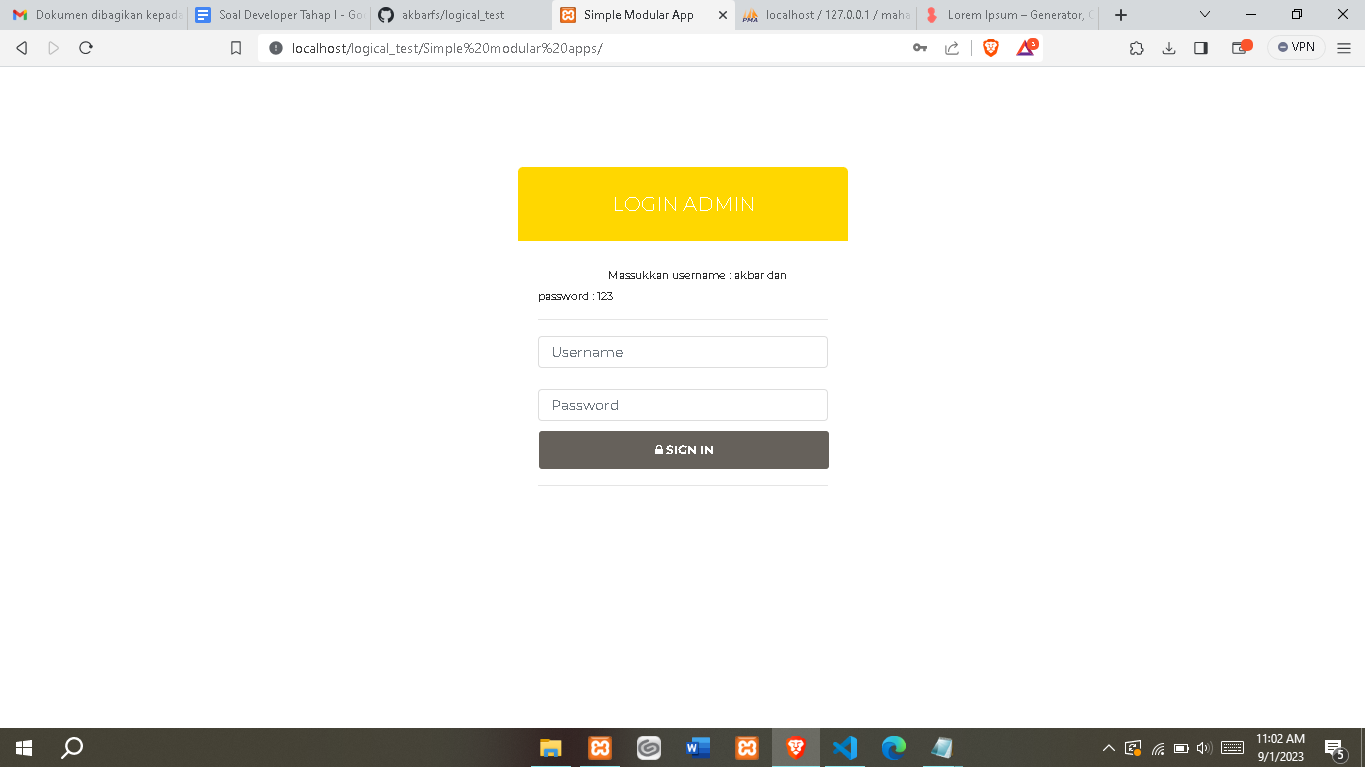 Dokumen dibagikan kepada
Soal Developer Tahap I - Goo
akbarfs/logical_test
Simple Modular App
localhost / 127.0.0.1 / maha
Lorem Ipsum – Generator, O
localhost/logical_test/Simple%20modular%20apps/
3
VPN
LOGIN ADMIN
Massukkan username : akbar dan
password : 123
Username
Password
SIGN IN
11:02 AM
9/1/2023
5